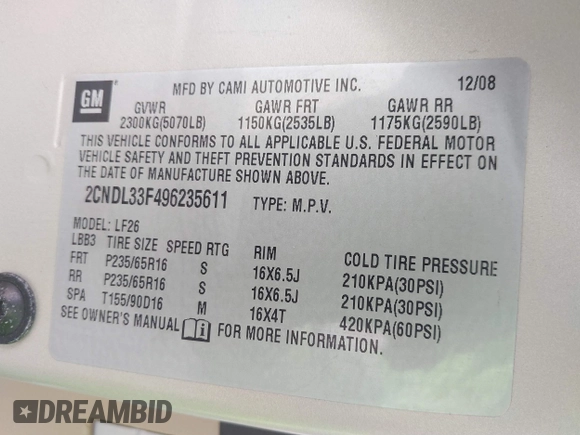 GM
MFD BY CAMI AUTOMOTIVE INC. 12/08
GVWR GAWR FRT GAWR RR
2300KG(5070LB) 1150KG(2535LB) 1175KG(2590LB)
THIS VEHICLE CONFORMS TO ALL APPLICABLE U.S. FEDERAL MOTOR
VEHICLE SAFETY AND THEFT PREVENTION STANDARDS IN EFFECT ON
THE DATE OF MANUFACTURE SHOWN ABOVE.
2CNDL33F496235611 TYPE: M.P.V.
MODEL: LF26
LBB3 TIRE SIZE SPEED RTG RIM COLD TIRE PRESSURE
FRT P235/65R16 S 16X6.5J 210KPA(30PSI)
RR P235/65R16 S 16X6.5J 210KPA(30PSI)
SPA T155/90D16 M 16X4T 420KPA(60PSI)
SEE OWNER'S MANUAL i FOR MORE INFORMATION.
DREAMBID